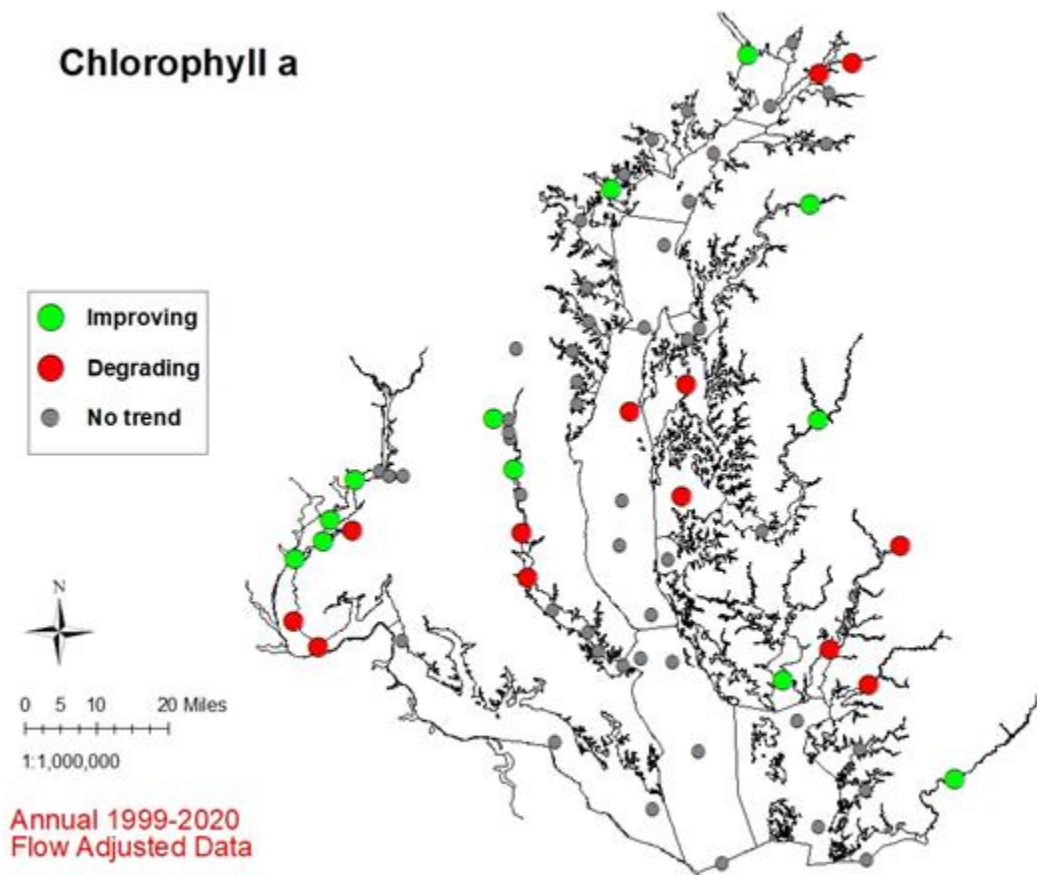 Chlorophyll a
Improving
Degrading
No trend
N
0 5 10 20 Miles
1:1,000,000
Annual 1999-2020
Flow Adjusted Data